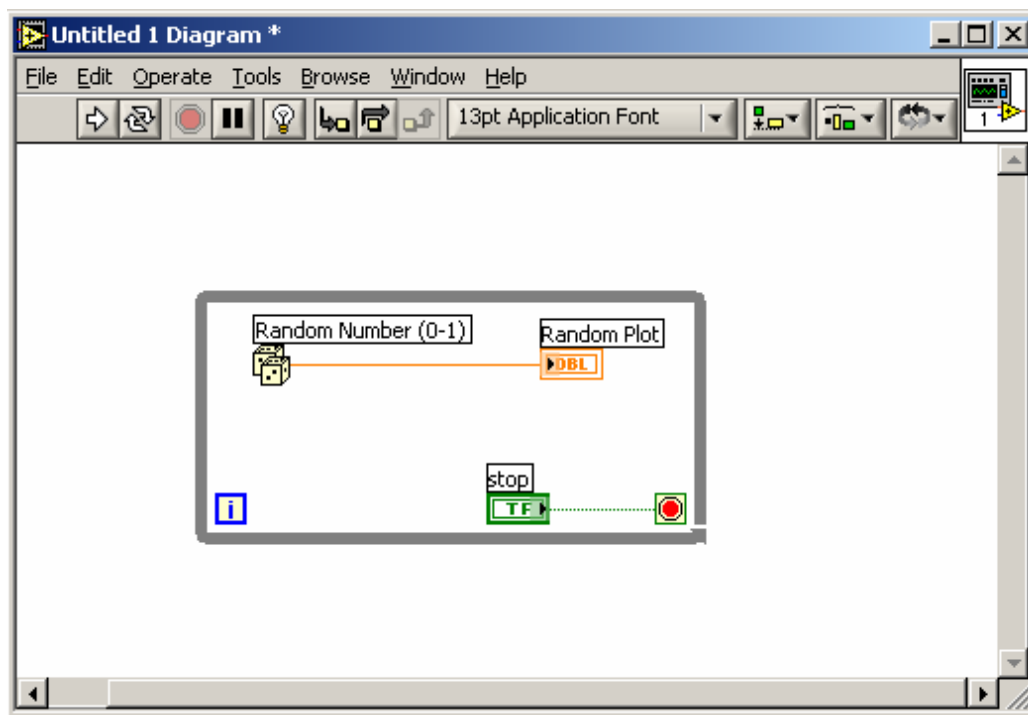 Untitled 1 Diagram *
File Edit Operate Tools Browse Window Help
13pt Application Font
1
Random Number (0-1) Random Plot
DBL
stop
i TF